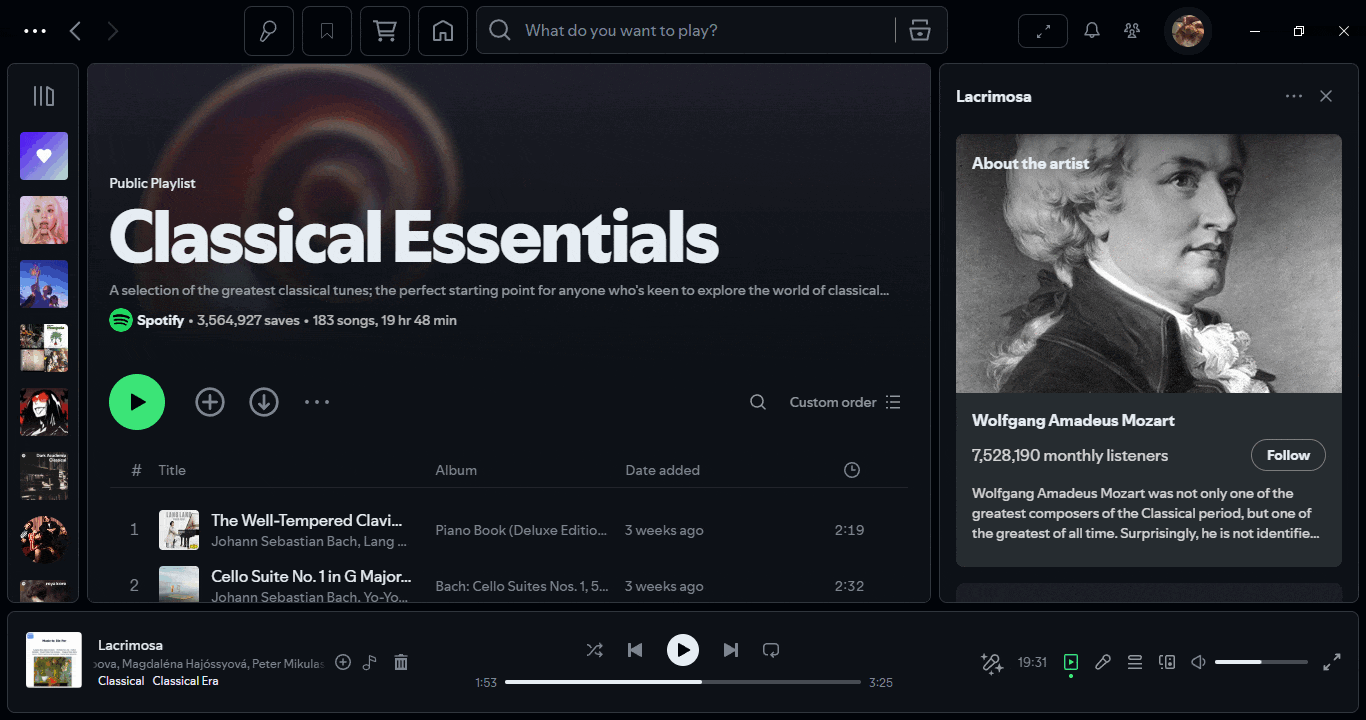 What do you want to play?
Public Playlist
Classical Essentials
A selection of the greatest classical tunes; the perfect starting point for anyone who's keen to explore the world of classical...
Spotify • 3,564,927 saves • 183 songs, 19 hr 48 min
Custom order
# Title Album Date added
1 The Well-Tempered Clavi... Piano Book (Deluxe Editio... 3 weeks ago 2:19
Johann Sebastian Bach, Lang ...
2 Cello Suite No. 1 in G Major... Bach: Cello Suites Nos. 1, 5... 3 weeks ago 2:32
Johann Sebastian Bach, Yo-Yo...
Lacrimosa
About the artist
Wolfgang Amadeus Mozart
7,528,190 monthly listeners
Follow
Wolfgang Amadeus Mozart was not only one of the
greatest composers of the Classical period, but one of
the greatest of all time. Surprisingly, he is not identifie...
Lacrimosa
ova, Magdaléna Hajóssyová, Peter Mikulas
Classical Classical Era
1:53
3:25
19:31
Dark Academia
Classical